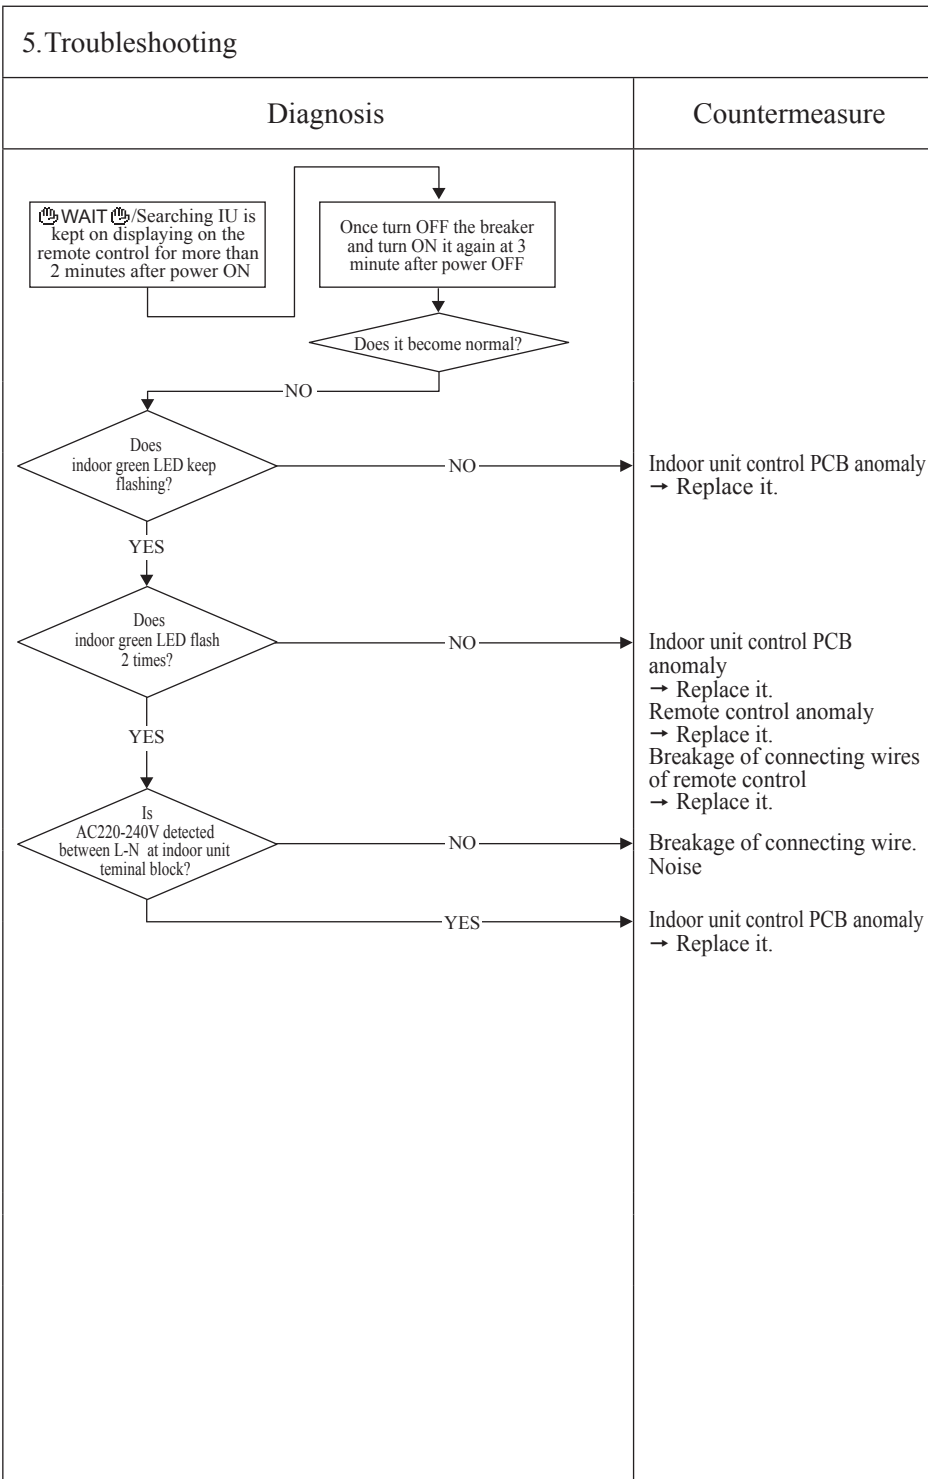 5.Troubleshooting
Diagnosis
Countermeasure
WAIT /Searching IU is
kept on displaying on the
remote control for more than
2 minutes after power ON
Once turn OFF the breaker
and turn ON it again at 3
minute after power OFF
Does it become normal?
NO
Does
indoor green LED keep
flashing?
NO
Indoor unit control PCB anomaly
→ Replace it.
YES
Does
indoor green LED flash
2 times?
NO
Indoor unit control PCB
anomaly
→ Replace it.
Remote control anomaly
→ Replace it.
Breakage of connecting wires
of remote control
→ Replace it.
YES
Is
AC220-240V detected
between L-N at indoor unit
teminal block?
NO
Breakage of connecting wire.
Noise
YES
Indoor unit control PCB anomaly
→ Replace it.